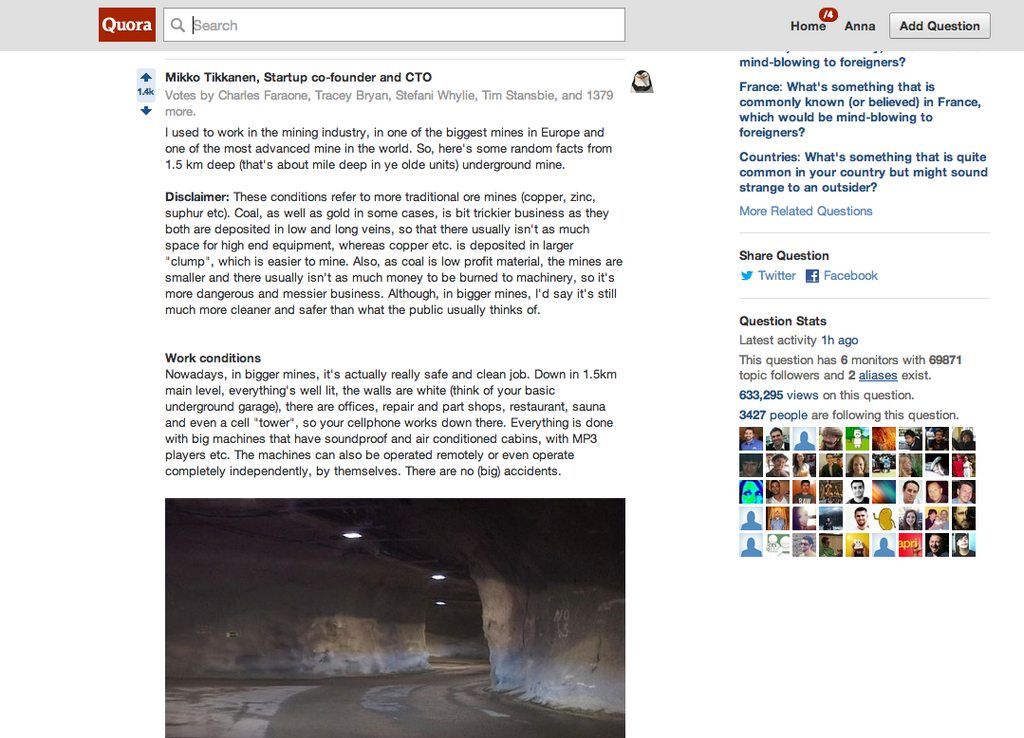 Quora
Search
Home
/4
Anna
Add Question
1.4k
Mikko Tikkanen, Startup co-founder and CTO
Votes by Charles Faraone, Tracey Bryan, Stefani Whylie, Tim Stansbie, and 1379
more.
I used to work in the mining industry, in one of the biggest mines in Europe and
one of the most advanced mine in the world. So, here's some random facts from
1.5 km deep (that's about mile deep in ye olde units) underground mine.
Disclaimer: These conditions refer to more traditional ore mines (copper, zinc,
suphur etc). Coal, as well as gold in some cases, is bit trickier business as they
both are deposited in low and long veins, so that there usually isn't as much
space for high end equipment, whereas copper etc. is deposited in larger
"clump", which is easier to mine. Also, as coal is low profit material, the mines are
smaller and there usually isn't as much money to be burned to machinery, so it's
more dangerous and messier business. Although, in bigger mines, I'd say it's still
much more cleaner and safer than what the public usually thinks of.
Work conditions
Nowadays, in bigger mines, it's actually really safe and clean job. Down in 1.5km
main level, everything's well lit, the walls are white (think of your basic
underground garage), there are offices, repair and part shops, restaurant, sauna
and even a cell "tower", so your cellphone works down there. Everything is done
with big machines that have soundproof and air conditioned cabins, with MP3
players etc. The machines can also be operated remotely or even operate
completely independently, by themselves. There are no (big) accidents.
mind-blowing to foreigners?
France: What's something that is
commonly known (or believed) in France,
which would be mind-blowing to
foreigners?
Countries: What's something that is quite
common in your country but might sound
strange to an outsider?
More Related Questions
Share Question
Twitter Facebook
Question Stats
Latest activity 1h ago
This question has 6 monitors with 69871
topic followers and 2 aliases exist.
633,295 views on this question.
3427 people are following this question.
apri